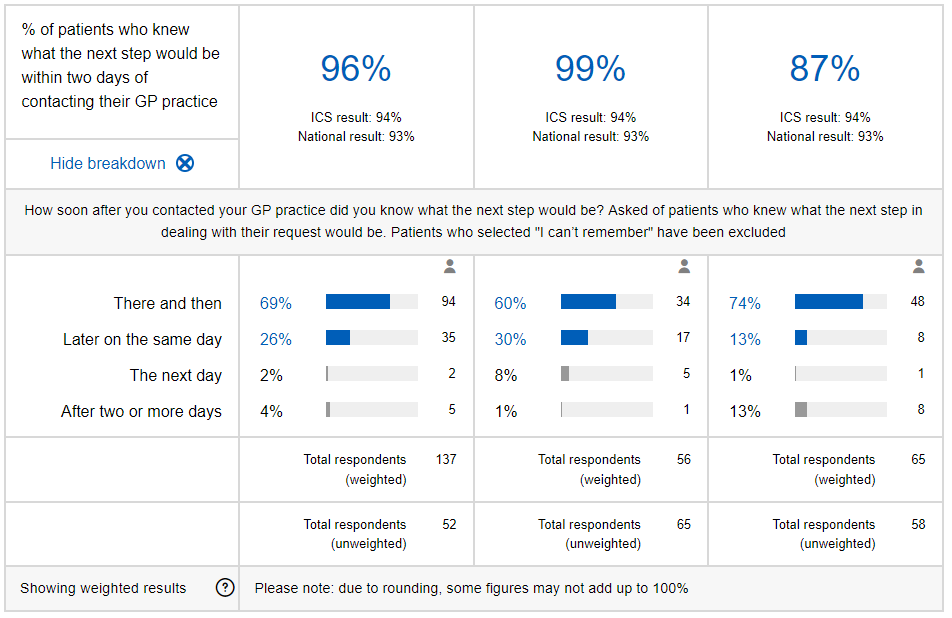 % of patients who knew
what the next step would be
within two days of
contacting their GP practice
Hide breakdown
96%
ICS result: 94%
National result: 93%
99%
ICS result: 94%
National result: 93%
87%
ICS result: 94%
National result: 93%
How soon after you contacted your GP practice did you know what the next step would be? Asked of patients who knew what the next step in
dealing with their request would be. Patients who selected "I can’t remember" have been excluded
There and then 69% 94 60% 34 74% 48
Later on the same day 26% 35 30% 17 13% 8
The next day 2% 2 8% 5 1% 1
After two or more days 4% 5 1% 1 13% 8
Total respondents 137 Total respondents 56 Total respondents 65
(weighted) (weighted) (weighted)
Total respondents 52 Total respondents 65 Total respondents 58
(unweighted) (unweighted) (unweighted)
Showing weighted results ? Please note: due to rounding, some figures may not add up to 100%